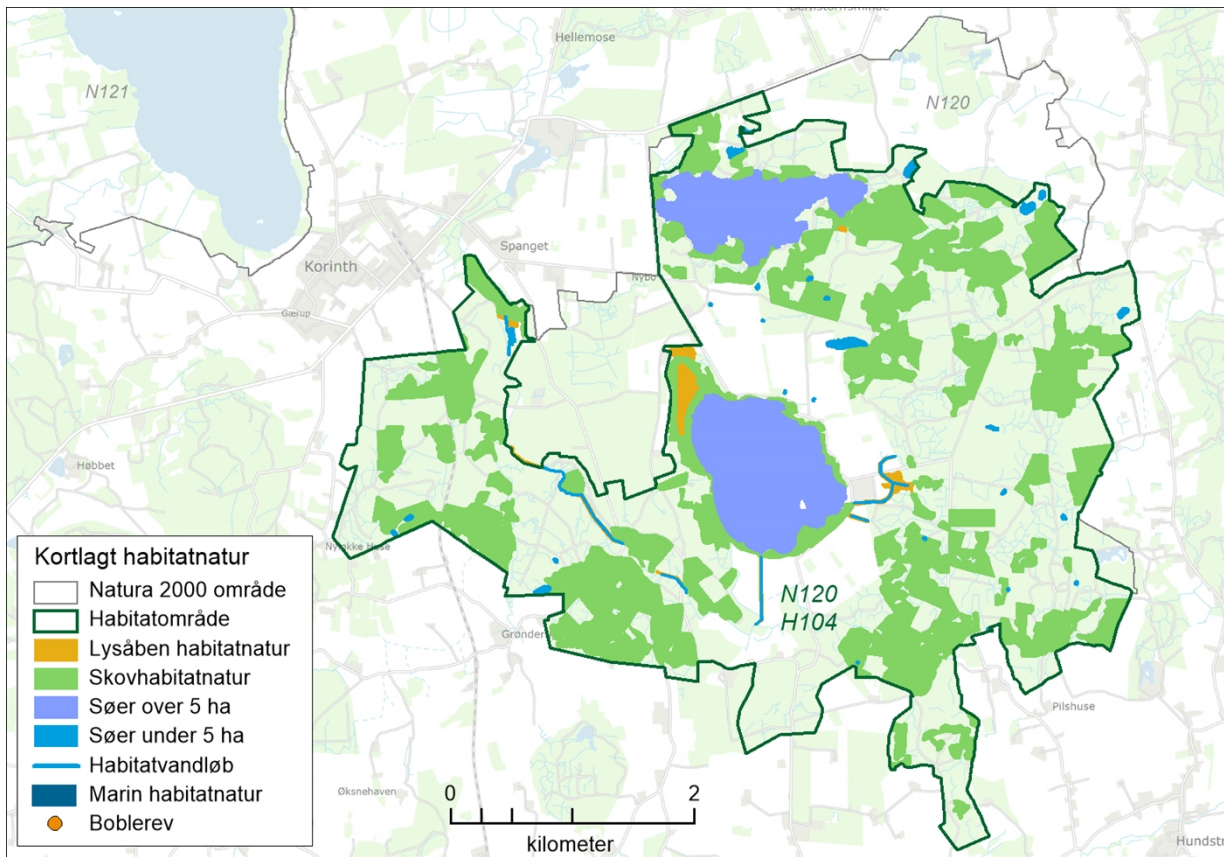 Hellemose
N121
N120
Spanget
Korinth
Nybo
Gærup
Høbbet
Nyløkke Huse
Kortlagt habitatnatur
Natura 2000 område
Habitatområde
Lysåben habitatnatur
Skovhabitatnatur
Søer over 5 ha
Søer under 5 ha
Habitatvandløb
Marin habitatnatur
Boblerev
N120
H104
Grønder
Pilshuse
Øksnehaven
0 2
kilometer
Hundstr